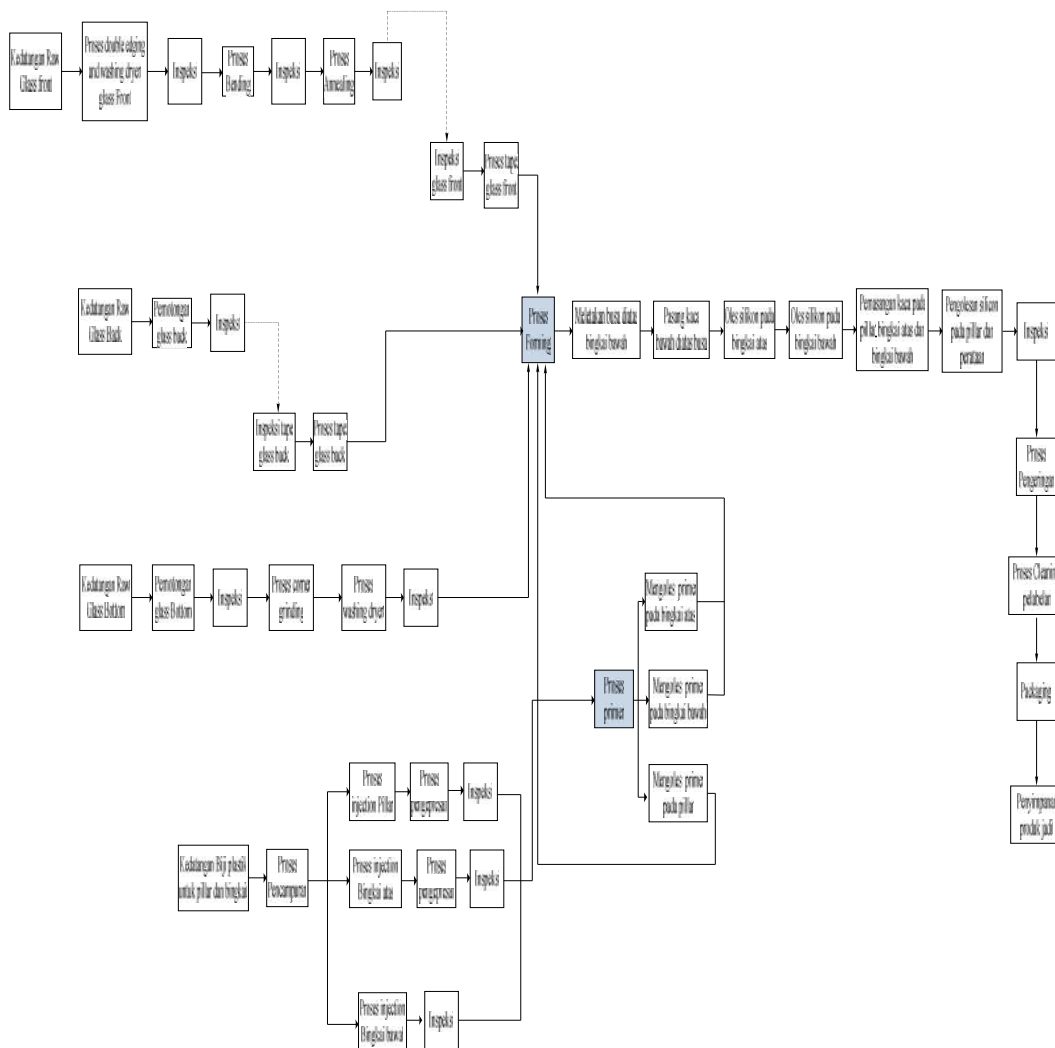 Kedatangan Raw
Glass front
Proses double edging
and washing dryer
glass Front
Inspeksi
Proses
Bending
Inspeksi
Proses
Annealing
Inspeksi
Inspeksi
glass front
Proses tape
glass front
Kedatangan Raw
Glass Back
Pemotongan
glass back
Inspeksi
Inspeksi tape
glass back
Proses tape
glass back
Proses
Forming
Meletakan busa diatas
bingkai bawah
Pasang kaca
bawah diatas busa
Oles silikon pada
bingkai atas
Oles silikon pada
bingkai bawah
Pemasangan kaca pada
pillar, bingkai atas dan
bingkai bawah
Pengolesan silicon
pada pillar dan
perataan
Inspeksi
Proses
Pengeringan
Proses Cleaning
pelabelan
Packaging
Penyimpanan
produk jadi
Kedatangan Raw
Glass Bottom
Pemotongan
glass Bottom
Inspeksi
Proses corner
grinding
Proses
washing dryer
Inspeksi
Proses
primer
Mengoles primer
pada bingkai atas
Mengoles primer
pada bingkai bawah
Mengoles primer
pada pillar
Kedatangan Biji plastik
untuk pillar dan bingkai
Proses
Pencampuran
Proses
injection Pillar
Proses
pengepresan
Inspeksi
Proses injection
Bingkai atas
Proses
pengepresan
Inspeksi
Proses injection
Bingkai bawah
Inspeksi